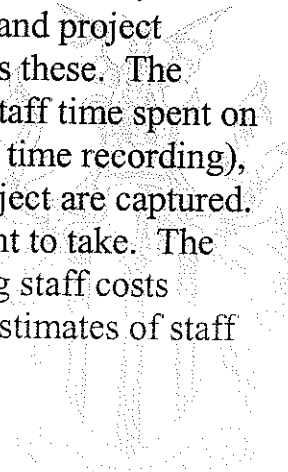 and project
s these. The
taff time spent on
time recording),
ject are captured.
nt to take. The
g staff costs
stimates of staff